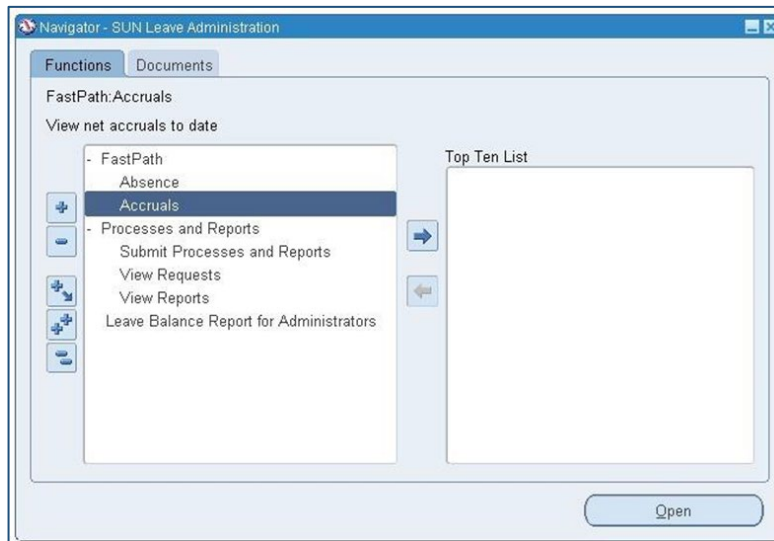 Navigator - SUN Leave Administration
Functions Documents
FastPath:Accruals
View net accruals to date
Top Ten List
- FastPath
Absence
Accruals
- Processes and Reports
Submit Processes and Reports
View Requests
View Reports
Leave Balance Report for Administrators
Open